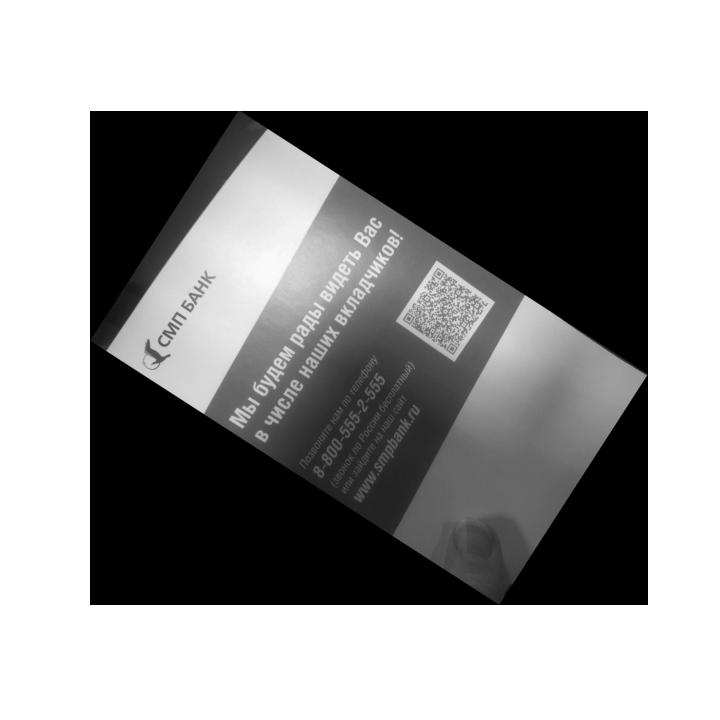 СМП БАНК
Мы будем рады видеть Вас
в числе наших вкладчиков!
Позвоните нам по телефону
8-800-555-2-555
(звонок по России бесплатный)
или зайдите на наш сайт
www.smpbank.ru